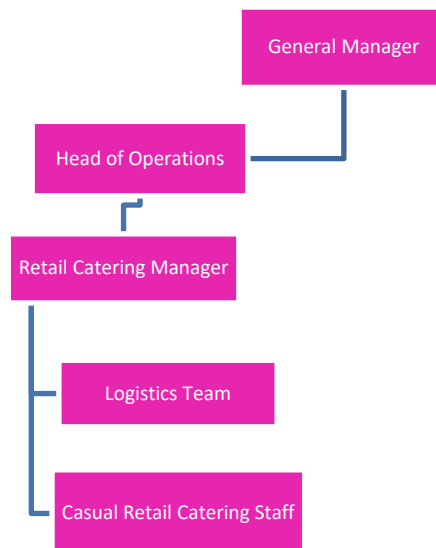 General Manager
Head of Operations
Retail Catering Manager
Logistics Team
Casual Retail Catering Staff